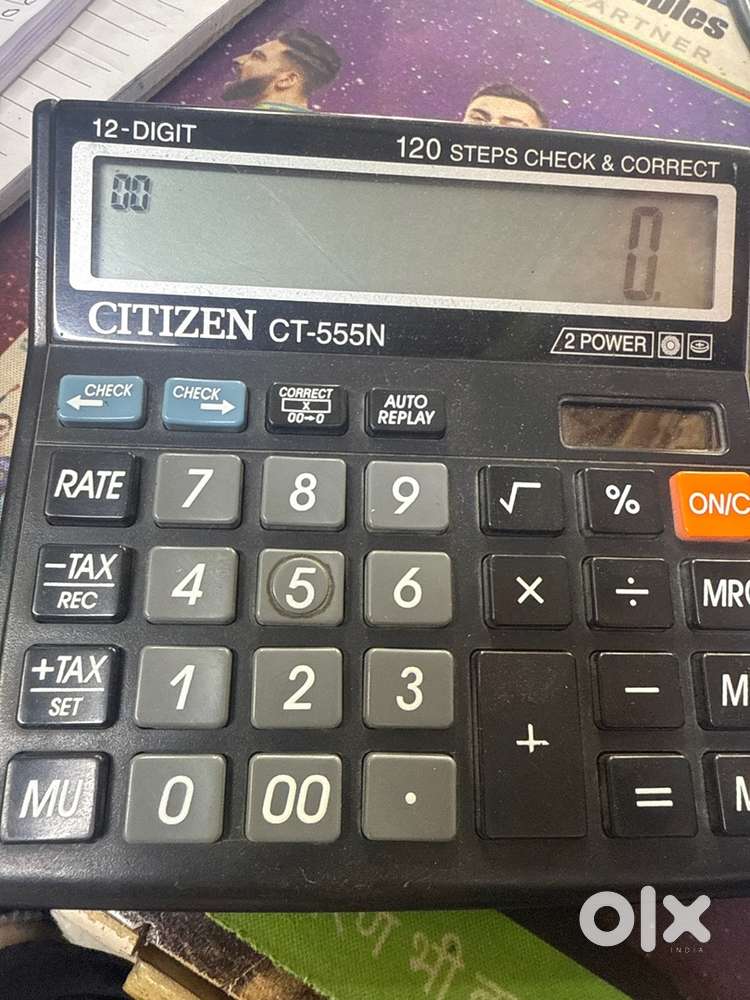 PARTNER
12-DIGIT
120 STEPS CHECK & CORRECT
00
0.
CITIZEN CT-555N
2 POWER
CHECK CHECK CORRECT AUTO
X REPLAY
00→0
RATE 7 8 9 √ % ON/C
−TAX 4 5 6 × ÷
REC
+TAX 1 2 3 + −
SET
MU 0 00 . =
olx
INDIA